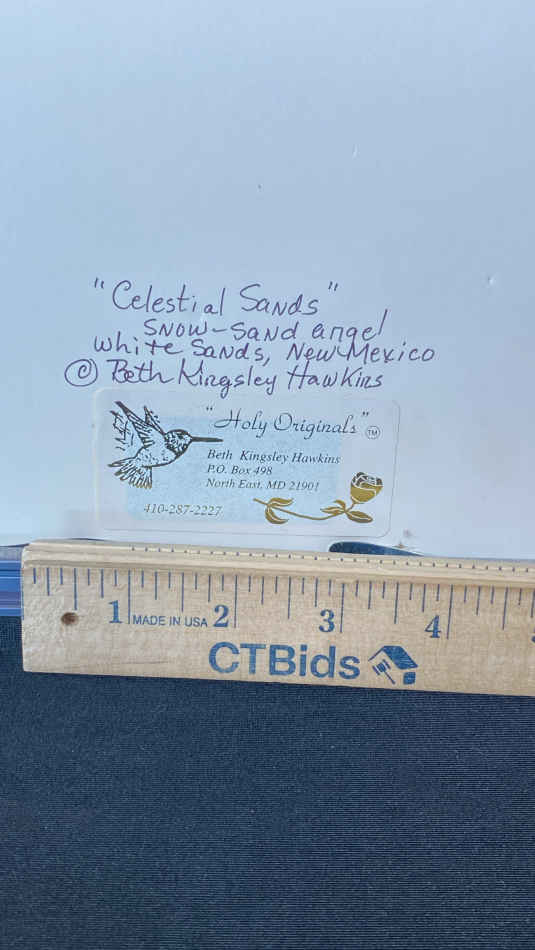 "Celestial Sands"
Snow-Sand angel
White Sands, New Mexico
© Beth Kingsley Hawkins
"Holy Originals" ™
Beth Kingsley Hawkins
P.O. Box 498
North East, MD 21901
410-287-2227
1 MADE IN USA 2 3 4
CTBids